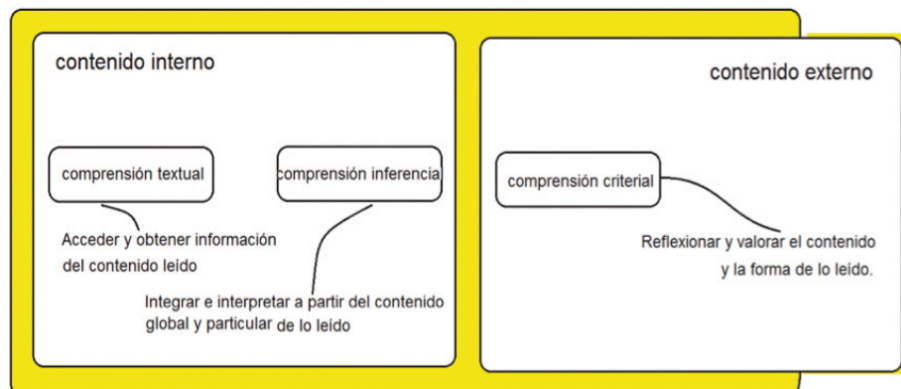 contenido interno
comprensión textual
comprensión inferencia
Acceder y obtener información
del contenido leído
Integrar e interpretar a partir del contenido
global y particular de lo leído
contenido externo
comprensión criterial
Reflexionar y valorar el contenido
y la forma de lo leído.